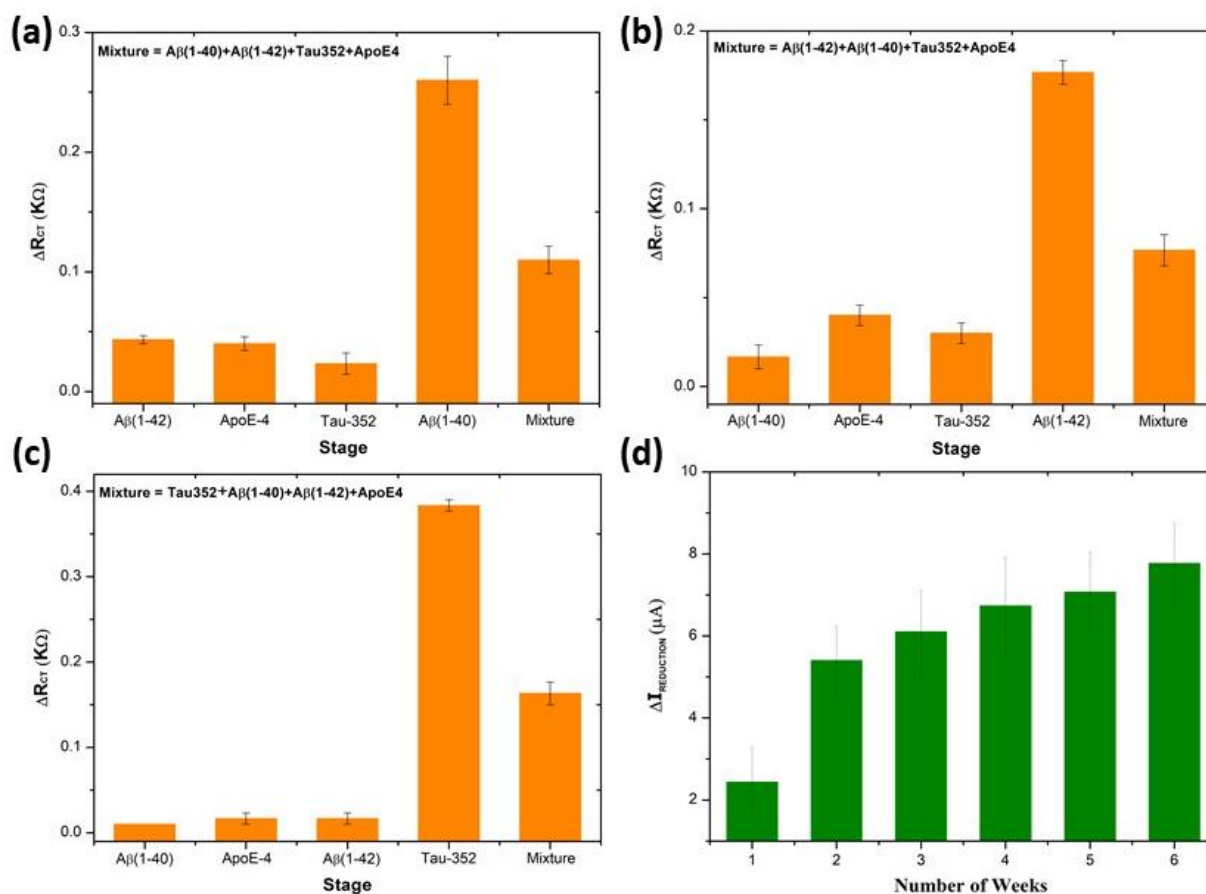 (a)
Mixture = Aβ(1-40)+Aβ(1-42)+Tau352+ApoE4
0.3
0.2
0.1
0.0
ΔRCT (KΩ)
Aβ(1-42) ApoE-4 Tau-352 Aβ(1-40) Mixture
Stage
(b)
Mixture = Aβ(1-42)+Aβ(1-40)+Tau352+ApoE4
0.2
0.1
0.0
ΔRCT (KΩ)
Aβ(1-40) ApoE-4 Tau-352 Aβ(1-42) Mixture
Stage
(c)
Mixture = Tau352+Aβ(1-40)+Aβ(1-42)+ApoE4
0.4
0.3
0.2
0.1
0.0
ΔRCT (KΩ)
Aβ(1-40) ApoE-4 Aβ(1-42) Tau-352 Mixture
Stage
(d)
10
8
6
4
2
ΔIREDUCTION (μA)
1 2 3 4 5 6
Number of Weeks